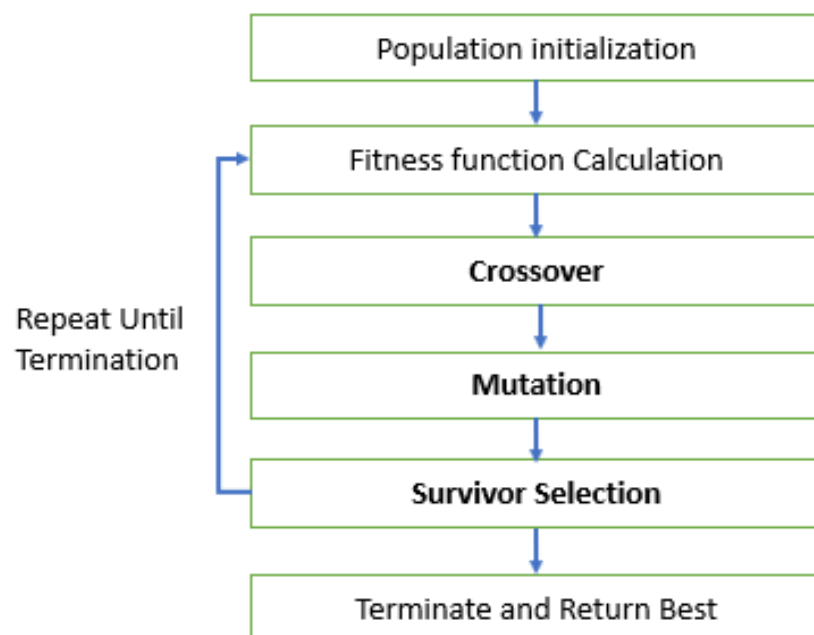 Population initialization
Fitness function Calculation
Crossover
Repeat Until
Termination
Mutation
Survivor Selection
Terminate and Return Best